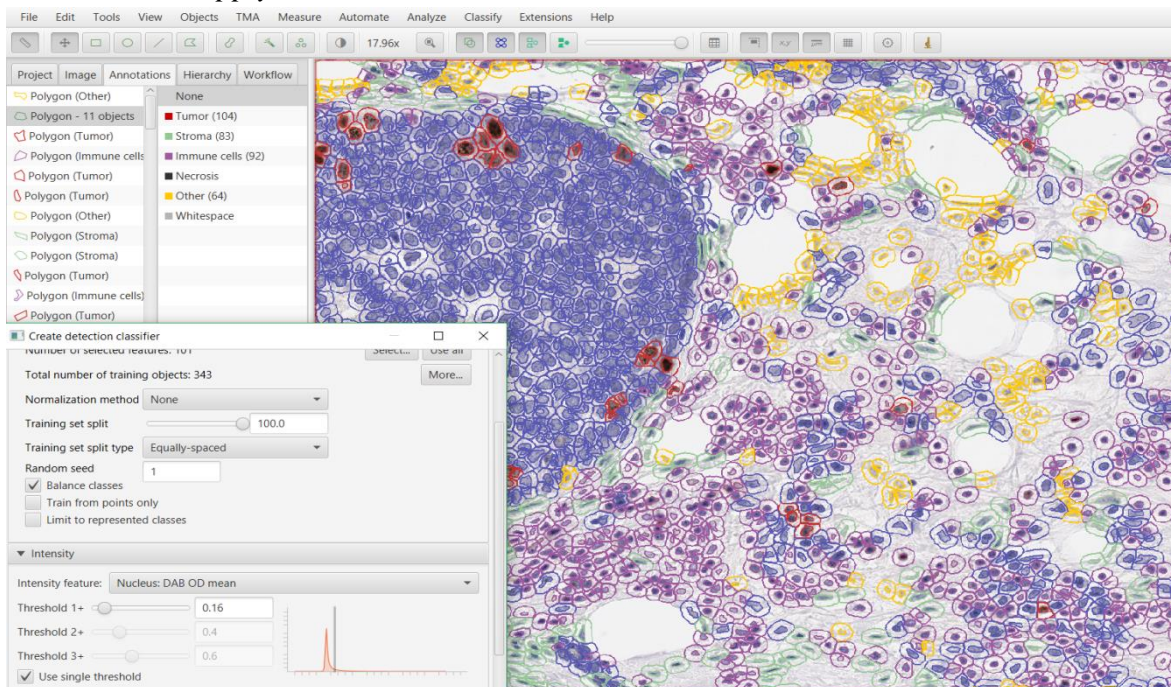 File Edit Tools View Objects TMA Measure Automate Analyze Classify Extensions Help
17.96x
Project Image Annotations Hierarchy Workflow
Polygon (Other)
Polygon - 11 objects
Polygon (Tumor)
Polygon (Immune cells
Polygon (Tumor)
Polygon (Tumor)
Polygon (Other)
Polygon (Stroma)
Polygon (Stroma)
Polygon (Tumor)
Polygon (Immune cells)
Polygon (Tumor)
None
Tumor (104)
Stroma (83)
Immune cells (92)
Necrosis
Other (64)
Whitespace
Create detection classifier
Number of selected features: 101 Select... Use all
Total number of training objects: 343 More...
Normalization method None
Training set split 100.0
Training set split type Equally-spaced
Random seed 1
Balance classes
Train from points only
Limit to represented classes
Intensity
Intensity feature: Nucleus: DAB OD mean
Threshold 1+ 0.16
Threshold 2+ 0.4
Threshold 3+ 0.6
Use single threshold